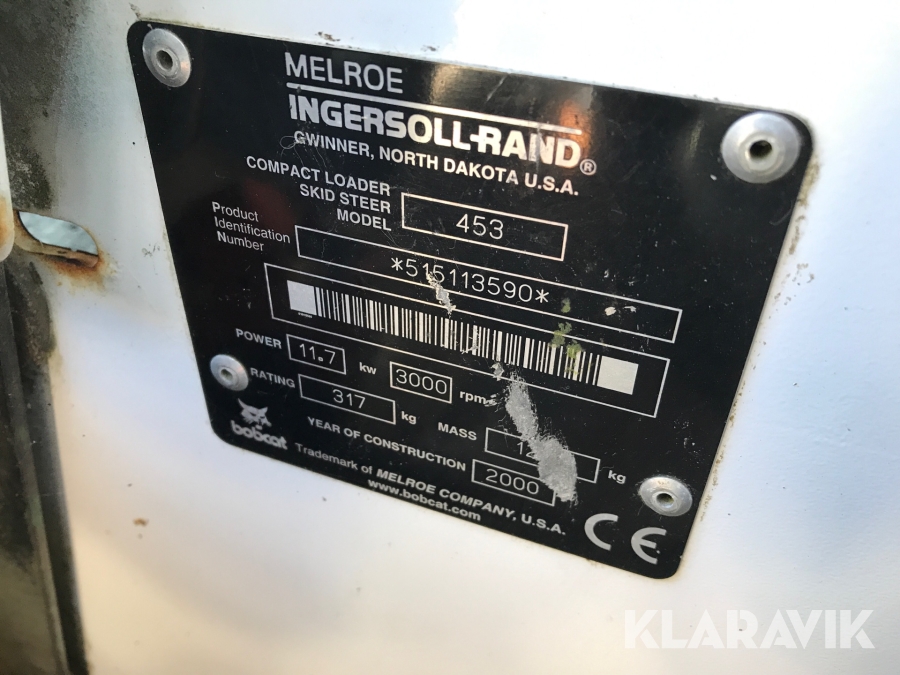 MELROE
INGERSOLL-RAND®
GWINNER, NORTH DAKOTA U.S.A.
COMPACT LOADER
SKID STEER
MODEL 453
Product
Identification
Number
*515113590*
POWER 11.7 kw 3000 rpm
RATING 317 kg MASS kg
YEAR OF CONSTRUCTION 2000
bobcat
Trademark of MELROE COMPANY, U.S.A.
www.bobcat.com
CE
KLARAVIK